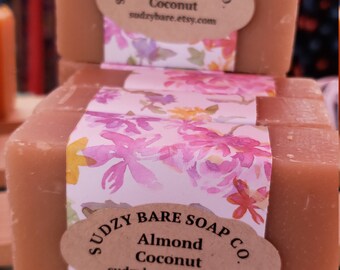 Coconut
sudzybare.etsy.com
SUDZY BARE SOAP CO.
Almond
Coconut